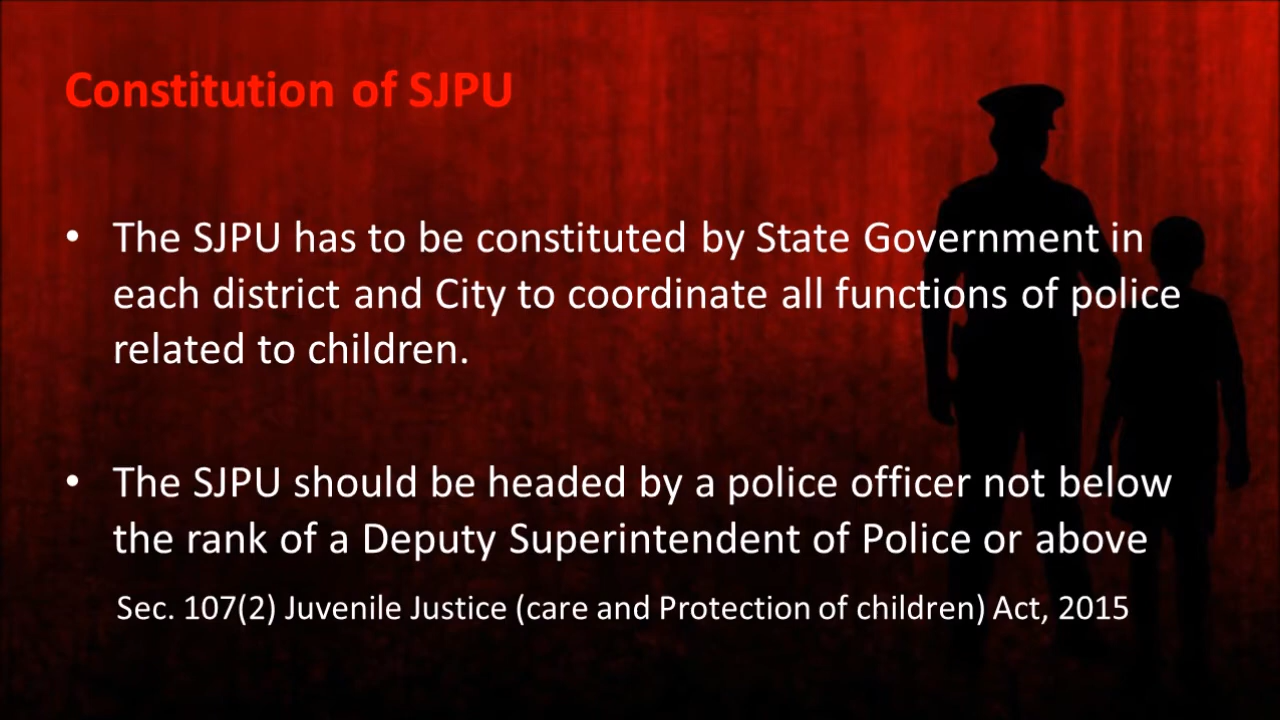 Constitution of SJPU
• The SJPU has to be constituted by State Government in
each district and City to coordinate all functions of police
related to children.
• The SJPU should be headed by a police officer not below
the rank of a Deputy Superintendent of Police or above
Sec. 107(2) Juvenile Justice (care and Protection of children) Act, 2015